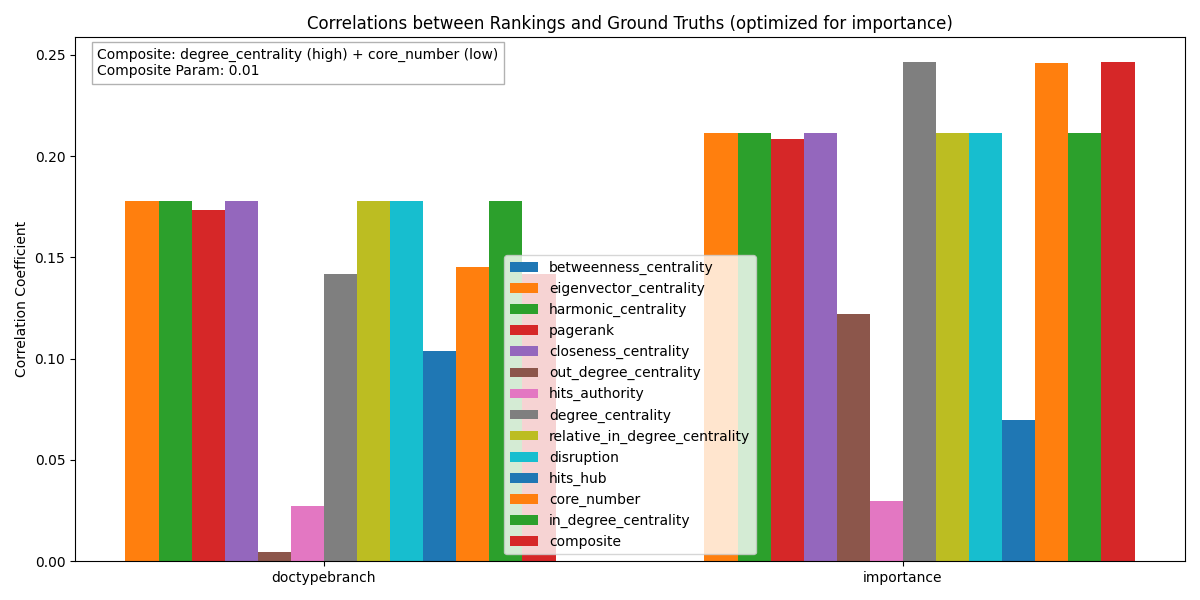 Correlations between Rankings and Ground Truths (optimized for importance)
Composite: degree_centrality (high) + core_number (low)
Composite Param: 0.01
Correlation Coefficient
0.25
0.20
0.15
0.10
0.05
0.00
betweenness_centrality
eigenvector_centrality
harmonic_centrality
pagerank
closeness_centrality
out_degree_centrality
hits_authority
degree_centrality
relative_in_degree_centrality
disruption
hits_hub
core_number
in_degree_centrality
composite
doctypebranch
importance